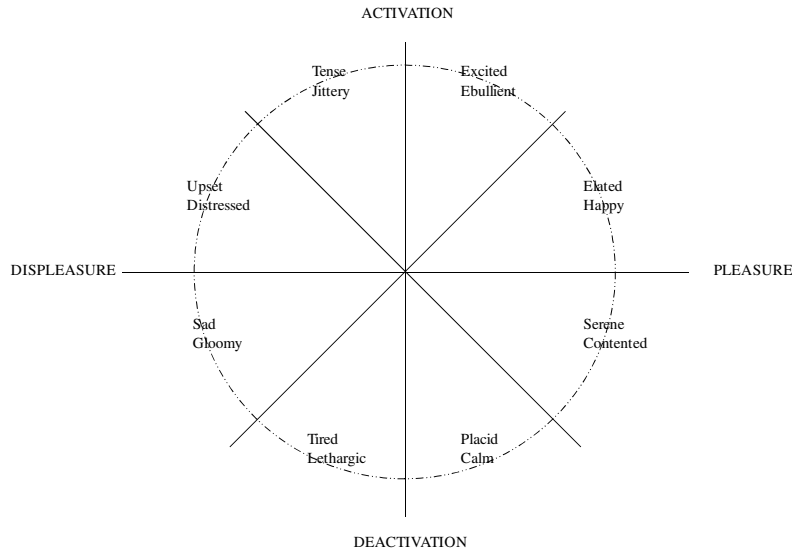 ACTIVATION
Tense
Jittery
Excited
Ebullient
Upset
Distressed
Elated
Happy
DISPLEASURE
PLEASURE
Sad
Gloomy
Serene
Contented
Tired
Lethargic
Placid
Calm
DEACTIVATION